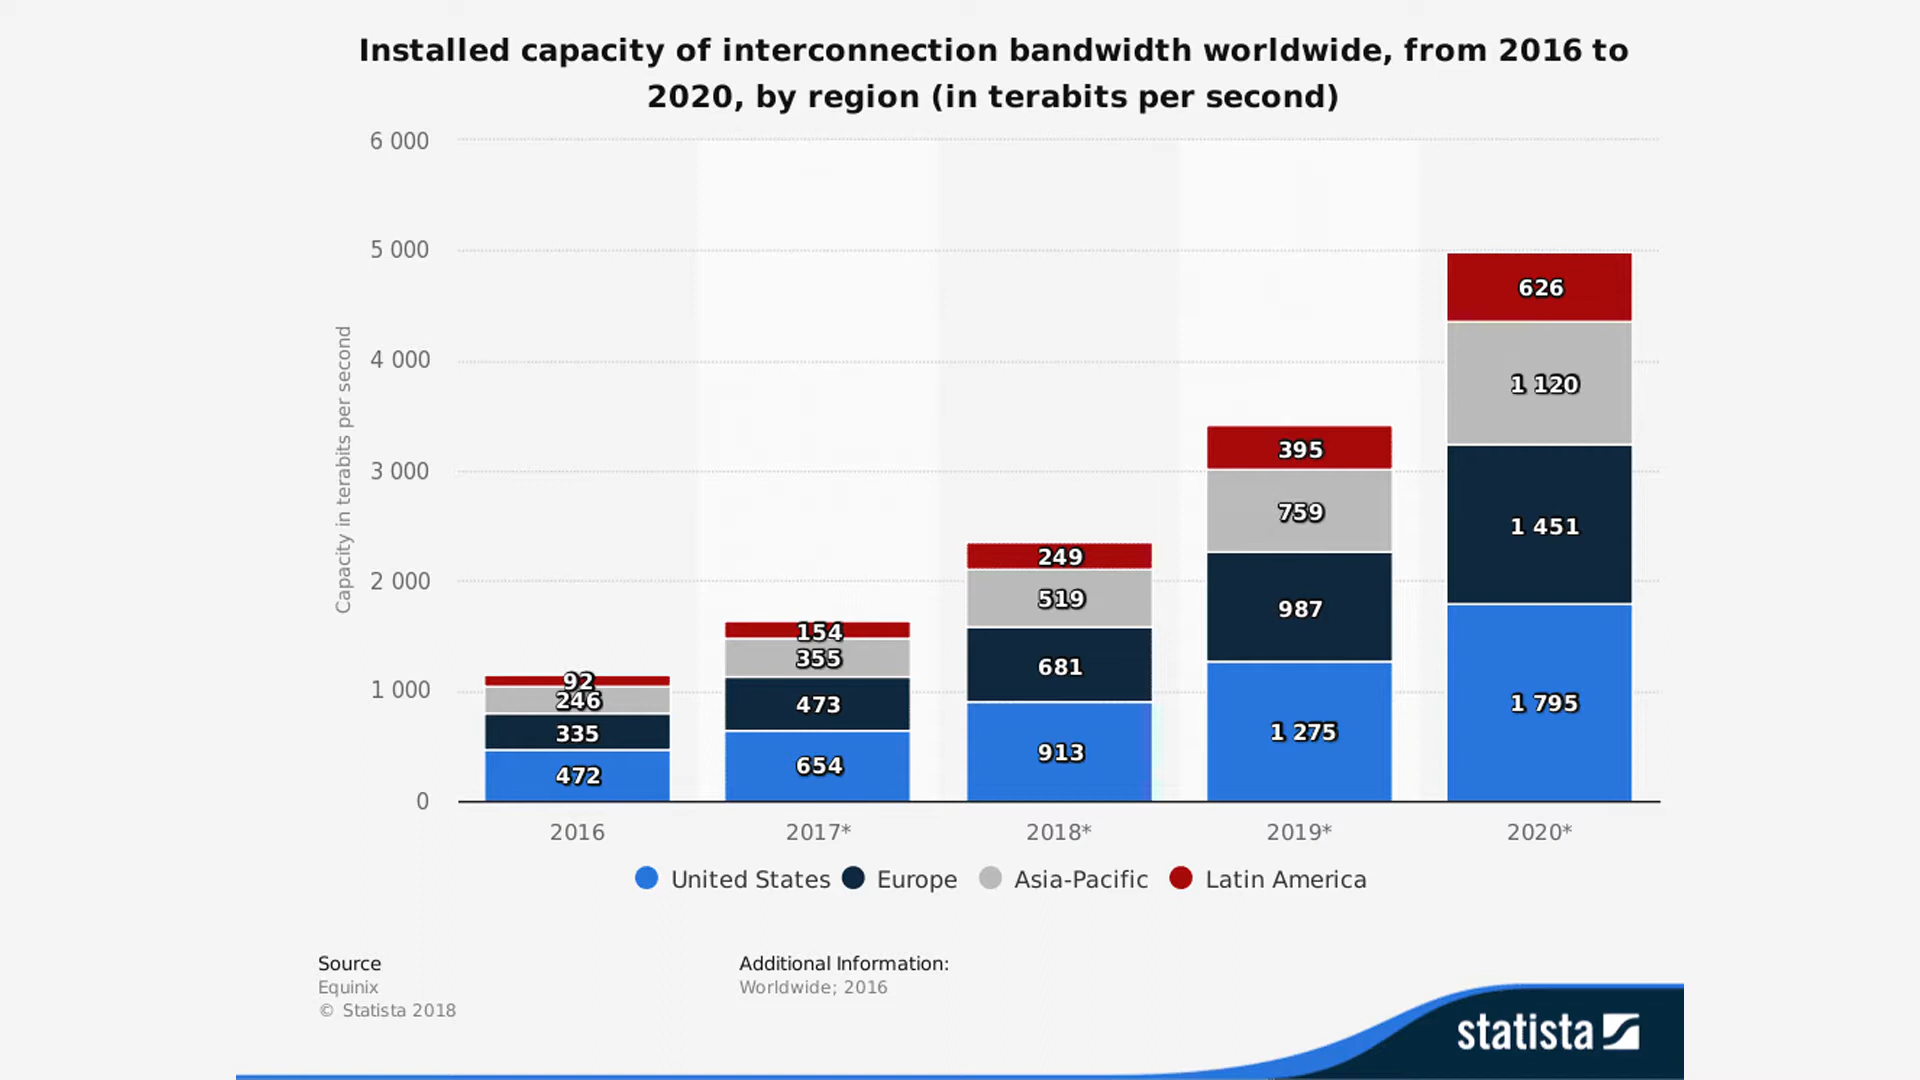 Installed capacity of interconnection bandwidth worldwide, from 2016 to
2020, by region (in terabits per second)
Capacity in terabits per second
6 000
5 000
4 000
3 000
2 000
1 000
0
92
246
335
472
154
355
473
654
249
519
681
913
395
759
987
1 275
626
1 120
1 451
1 795
2016
2017*
2018*
2019*
2020*
United States
Europe
Asia-Pacific
Latin America
Source
Equinix
© Statista 2018
Additional Information:
Worldwide; 2016
statista